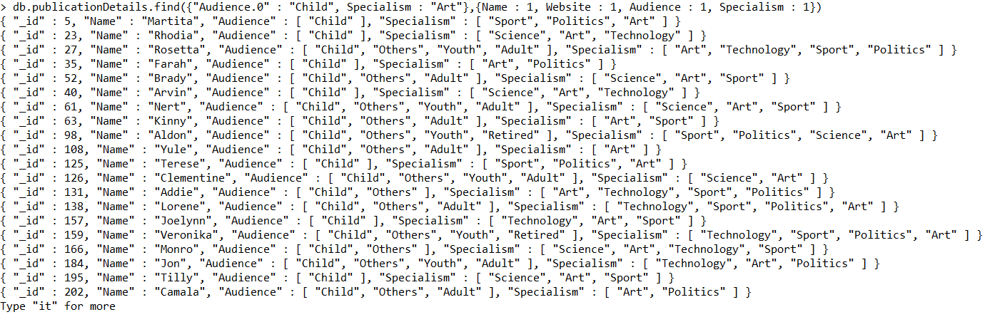 > db.publicationDetails.find({"Audience.0" : "Child", Specialism : "Art"},{Name : 1, Website : 1, Audience : 1, Specialism : 1})
{ "_id" : 5, "Name" : "Martita", "Audience" : [ "Child" ], "Specialism" : [ "Sport", "Politics", "Art" ] }
{ "_id" : 23, "Name" : "Rhodia", "Audience" : [ "Child" ], "Specialism" : [ "Science", "Art", "Technology" ] }
{ "_id" : 27, "Name" : "Rosetta", "Audience" : [ "Child", "Others", "Youth", "Adult" ], "Specialism" : [ "Art", "Technology", "Sport", "Politics" ] }
{ "_id" : 35, "Name" : "Farah", "Audience" : [ "Child" ], "Specialism" : [ "Art", "Politics" ] }
{ "_id" : 52, "Name" : "Brady", "Audience" : [ "Child", "Others", "Adult" ], "Specialism" : [ "Science", "Art", "Sport" ] }
{ "_id" : 40, "Name" : "Arvin", "Audience" : [ "Child" ], "Specialism" : [ "Science", "Art", "Technology" ] }
{ "_id" : 61, "Name" : "Nert", "Audience" : [ "Child", "Others", "Youth", "Adult" ], "Specialism" : [ "Science", "Art", "Sport" ] }
{ "_id" : 63, "Name" : "Kinny", "Audience" : [ "Child", "Others", "Adult" ], "Specialism" : [ "Art", "Sport" ] }
{ "_id" : 98, "Name" : "Aldon", "Audience" : [ "Child", "Others", "Youth", "Retired" ], "Specialism" : [ "Sport", "Politics", "Science", "Art" ] }
{ "_id" : 108, "Name" : "Yule", "Audience" : [ "Child", "Others", "Adult" ], "Specialism" : [ "Art" ] }
{ "_id" : 125, "Name" : "Terese", "Audience" : [ "Child" ], "Specialism" : [ "Sport", "Politics", "Art" ] }
{ "_id" : 126, "Name" : "Clementine", "Audience" : [ "Child", "Others", "Youth", "Adult" ], "Specialism" : [ "Science", "Art" ] }
{ "_id" : 131, "Name" : "Addie", "Audience" : [ "Child", "Others" ], "Specialism" : [ "Art", "Technology", "Sport", "Politics" ] }
{ "_id" : 138, "Name" : "Lorene", "Audience" : [ "Child", "Others", "Adult" ], "Specialism" : [ "Technology", "Sport", "Politics", "Art" ] }
{ "_id" : 157, "Name" : "Joelynn", "Audience" : [ "Child" ], "Specialism" : [ "Technology", "Art", "Sport" ] }
{ "_id" : 159, "Name" : "Veronika", "Audience" : [ "Child", "Others", "Youth", "Retired" ], "Specialism" : [ "Technology", "Sport", "Politics", "Art" ] }
{ "_id" : 166, "Name" : "Monro", "Audience" : [ "Child", "Others" ], "Specialism" : [ "Science", "Art", "Technology", "Sport" ] }
{ "_id" : 184, "Name" : "Jon", "Audience" : [ "Child", "Others", "Youth", "Adult" ], "Specialism" : [ "Technology", "Art", "Politics" ] }
{ "_id" : 195, "Name" : "Tilly", "Audience" : [ "Child" ], "Specialism" : [ "Science", "Art", "Sport" ] }
{ "_id" : 202, "Name" : "Camala", "Audience" : [ "Child", "Others", "Adult" ], "Specialism" : [ "Art", "Politics" ] }
Type "it" for more